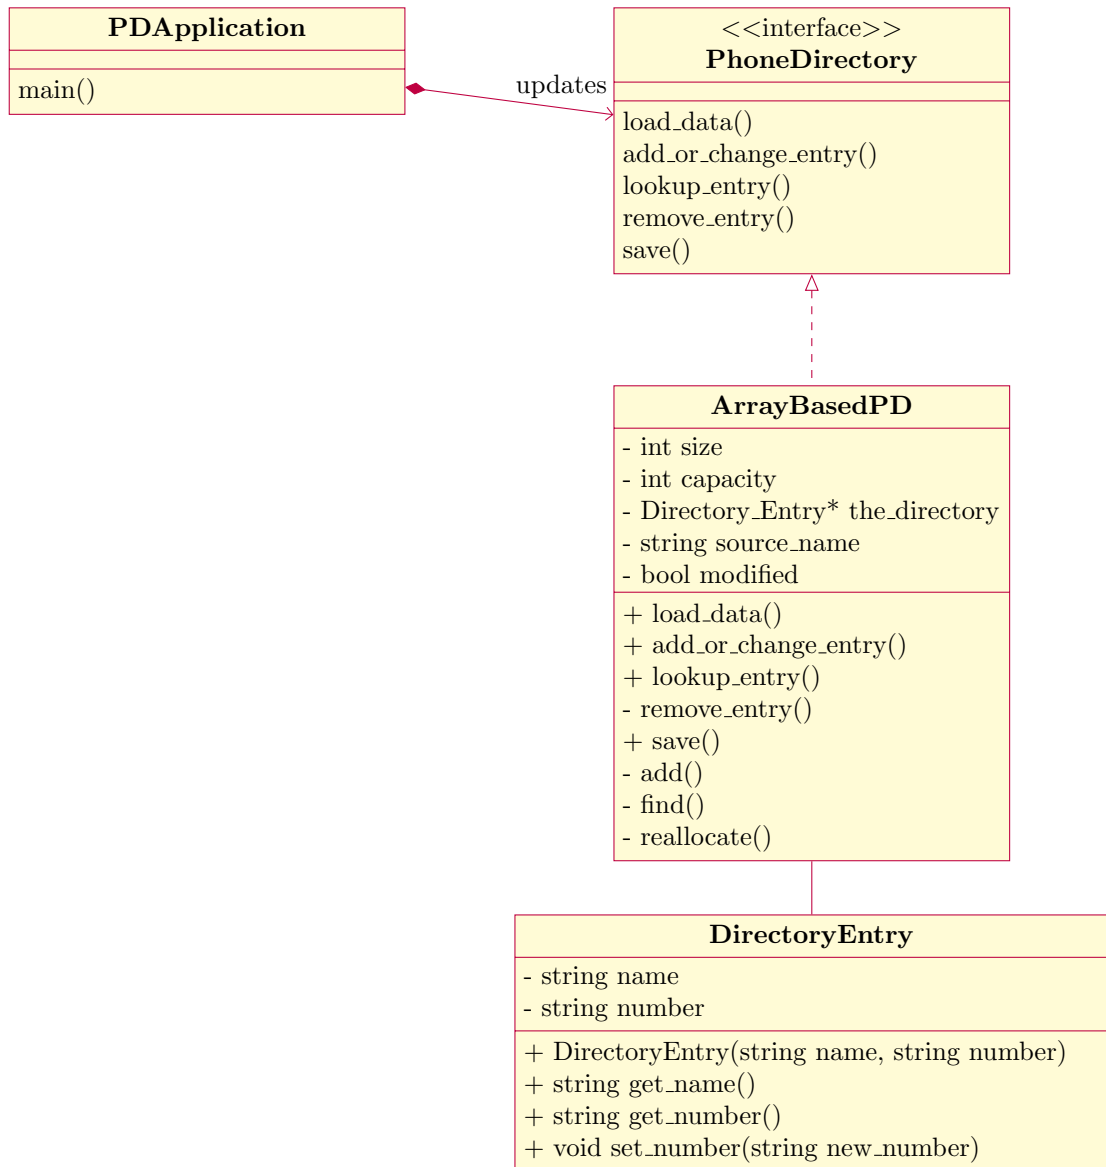 PDApplication
main()
updates
<<interface>>
PhoneDirectory
load_data()
add_or_change_entry()
lookup_entry()
remove_entry()
save()
ArrayBasedPD
- int size
- int capacity
- Directory_Entry* the_directory
- string source_name
- bool modified
+ load_data()
+ add_or_change_entry()
+ lookup_entry()
- remove_entry()
+ save()
- add()
- find()
- reallocate()
DirectoryEntry
- string name
- string number
+ DirectoryEntry(string name, string number)
+ string get_name()
+ string get_number()
+ void set_number(string new_number)